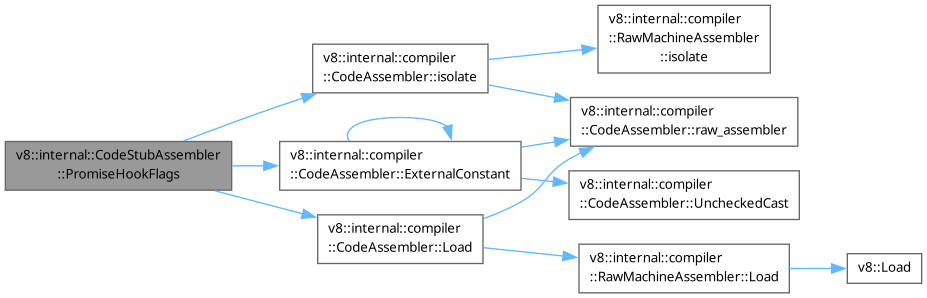 v8::internal::CodeStubAssembler
::PromiseHookFlags
v8::internal::compiler
::CodeAssembler::isolate
v8::internal::compiler
::CodeAssembler::ExternalConstant
v8::internal::compiler
::CodeAssembler::Load
v8::internal::compiler
::RawMachineAssembler
::isolate
v8::internal::compiler
::CodeAssembler::raw_assembler
v8::internal::compiler
::CodeAssembler::UncheckedCast
v8::internal::compiler
::RawMachineAssembler::Load
v8::Load